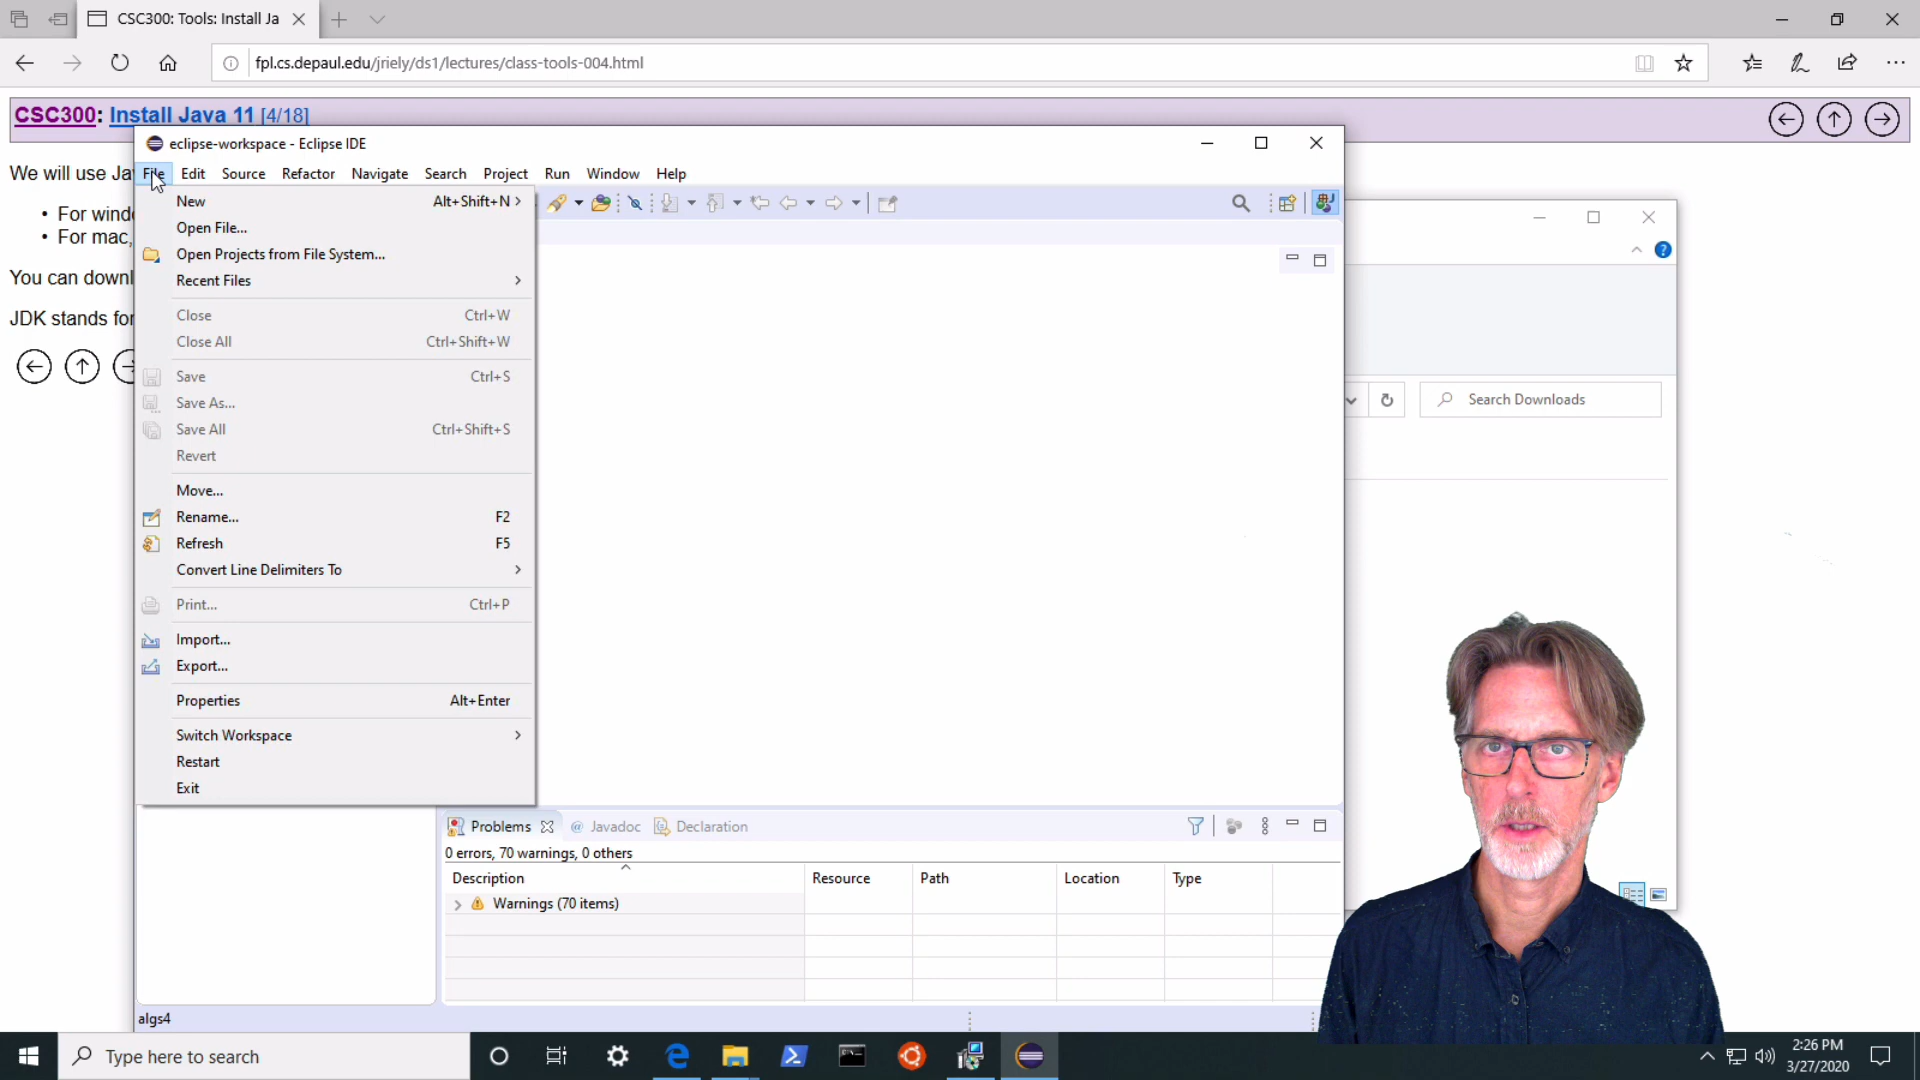 CSC300: Tools: Install Ja
fpl.cs.depaul.edu/jriely/ds1/lectures/class-tools-004.html
CSC300: Install Java 11 [4/18]
eclipse-workspace - Eclipse IDE
We will use Ja
File Edit Source Refactor Navigate Search Project Run Window Help
• For wind
• For mac,
You can downl
JDK stands for
New Alt+Shift+N
Open File...
Open Projects from File System...
Recent Files
Close Ctrl+W
Close All Ctrl+Shift+W
Save Ctrl+S
Save As...
Save All Ctrl+Shift+S
Revert
Move...
Rename... F2
Refresh F5
Convert Line Delimiters To
Print... Ctrl+P
Import...
Export...
Properties Alt+Enter
Switch Workspace
Restart
Exit
Search Downloads
Problems @ Javadoc Declaration
0 errors, 70 warnings, 0 others
Description Resource Path Location Type
Warnings (70 items)
algs4
Type here to search
2:26 PM
3/27/2020